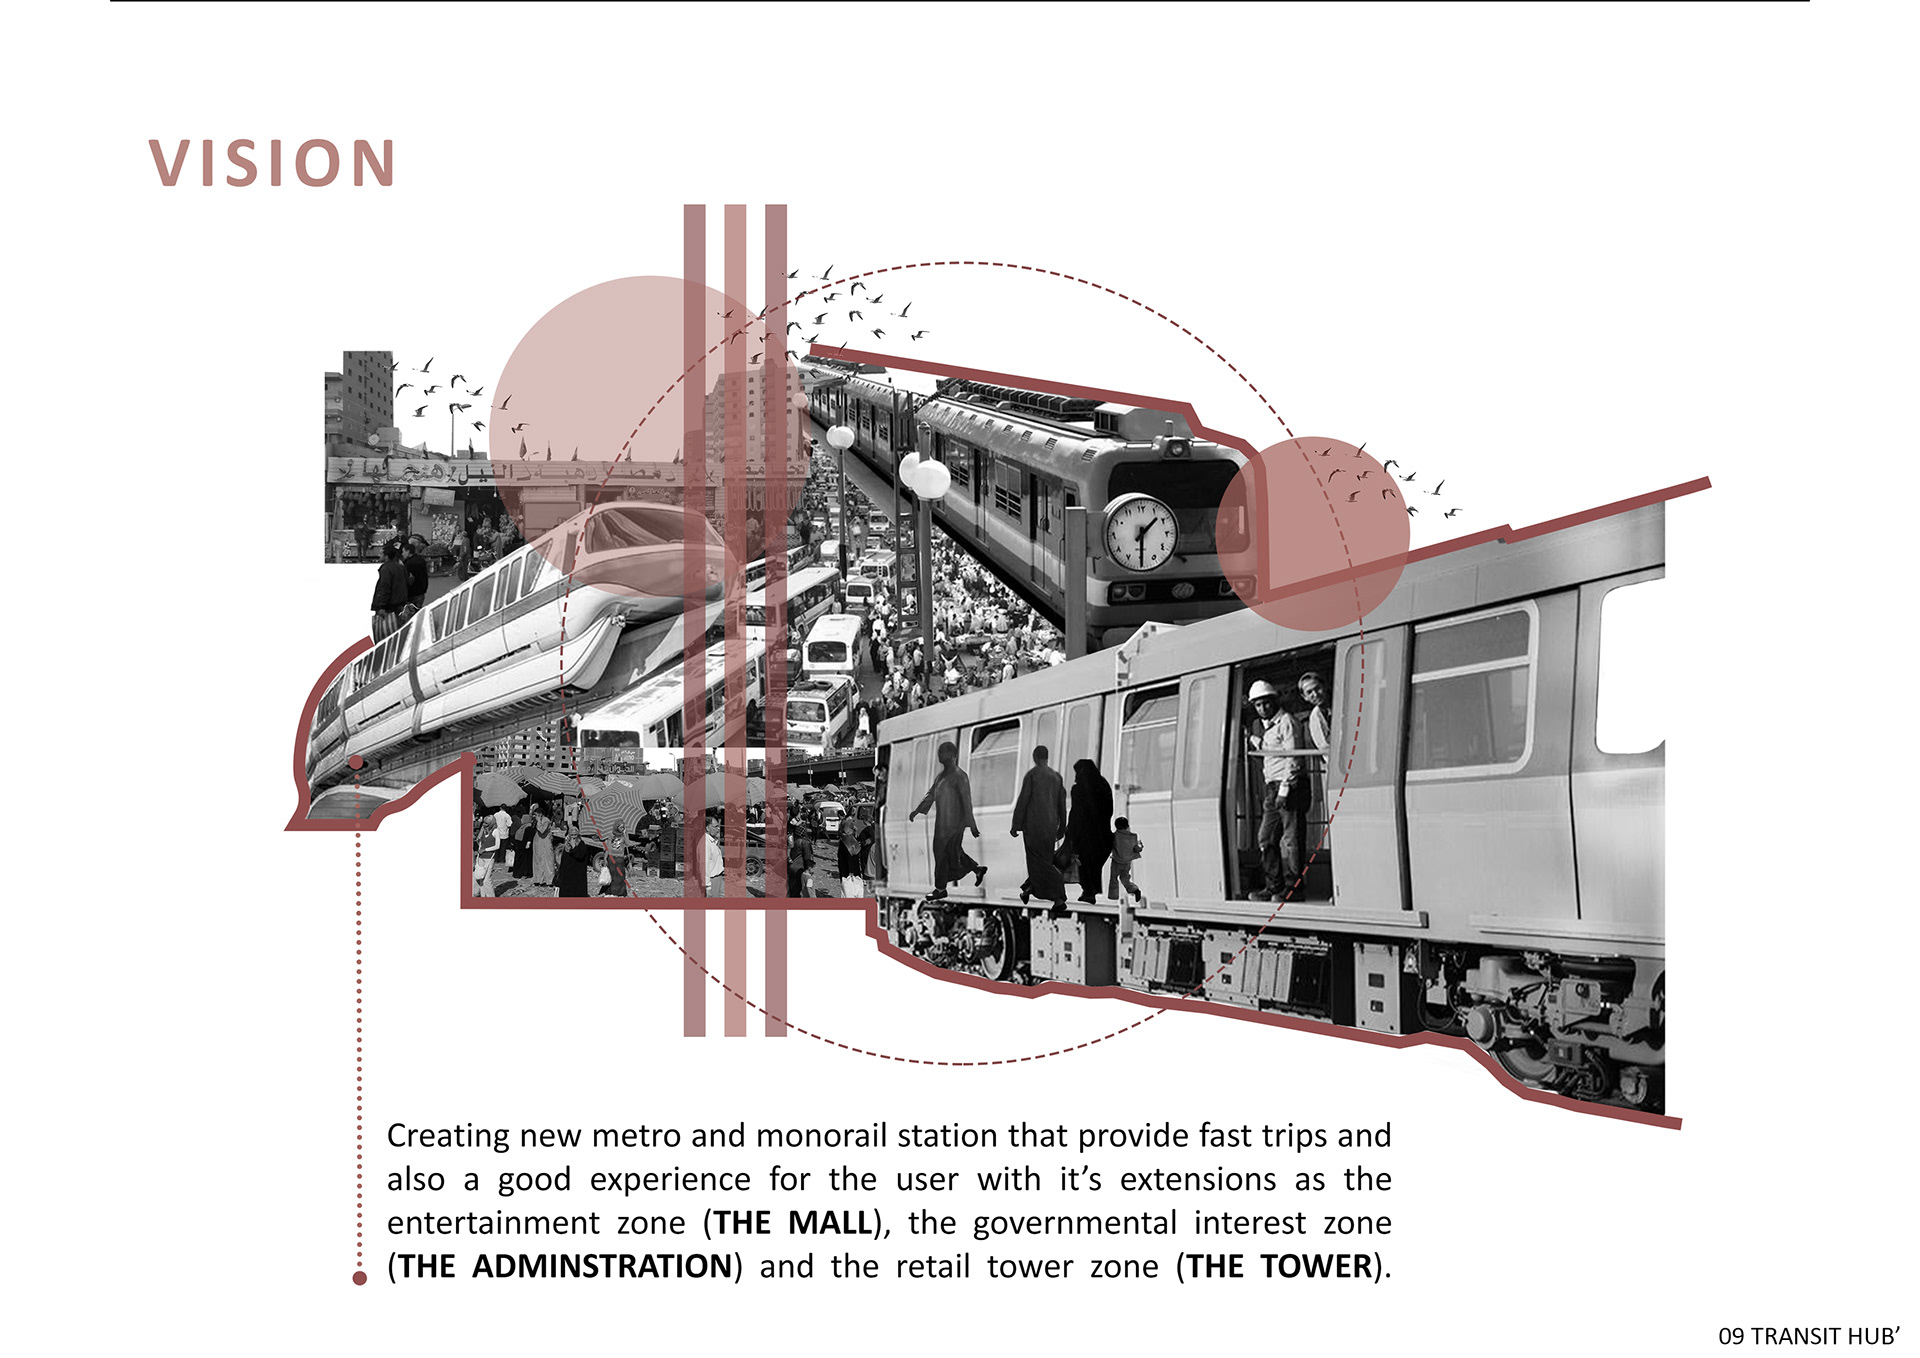 VISION
Creating new metro and monorail station that provide fast trips and
also a good experience for the user with it’s extensions as the
entertainment zone (THE MALL), the governmental interest zone
(THE ADMINSTRATION) and the retail tower zone (THE TOWER).
09 TRANSIT HUB’